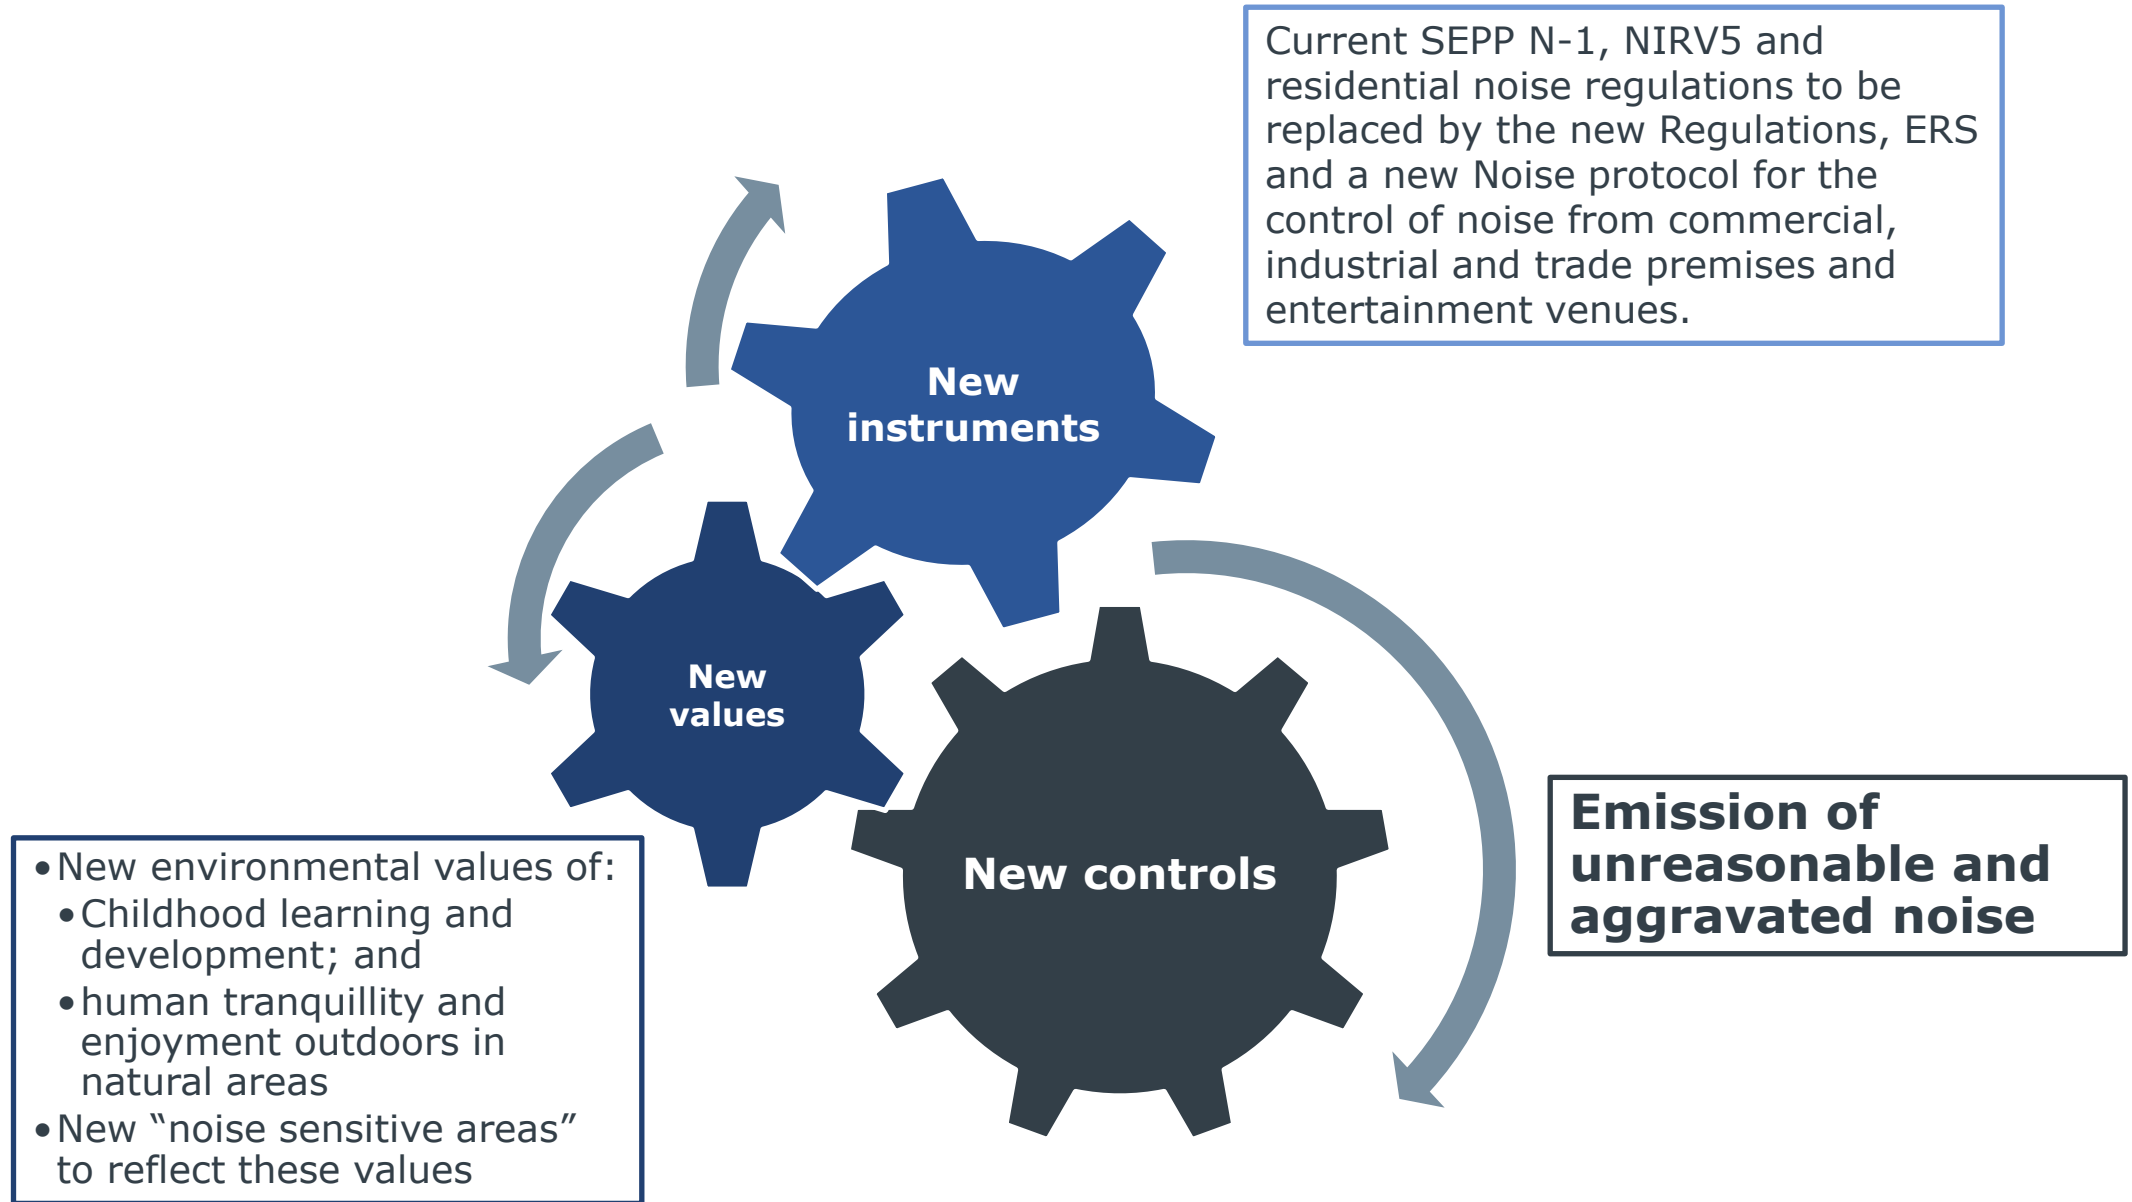 Current SEPP N-1, NIRV5 and
residential noise regulations to be
replaced by the new Regulations, ERS
and a new Noise protocol for the
control of noise from commercial,
industrial and trade premises and
entertainment venues.
New
instruments
New
values
New controls
Emission of
unreasonable and
aggravated noise
•New environmental values of:
•Childhood learning and
development; and
•human tranquillity and
enjoyment outdoors in
natural areas
•New “noise sensitive areas”
to reflect these values